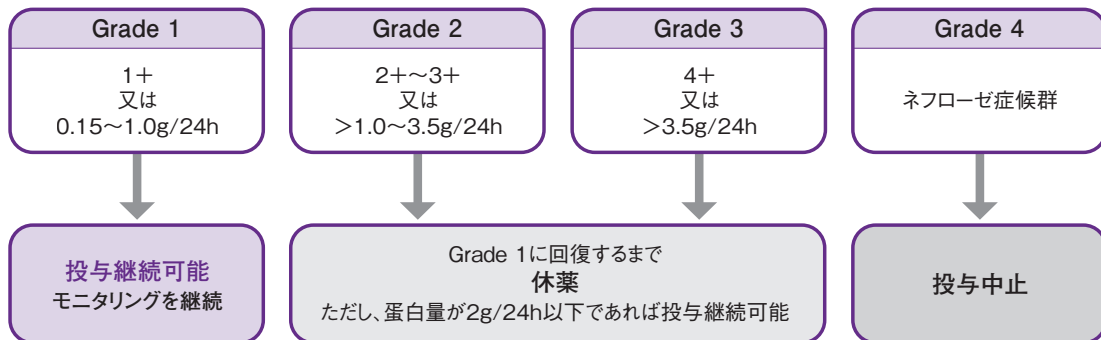 Grade 1
1+
又は
0.15〜1.0g/24h
Grade 2
2+〜3+
又は
>1.0〜3.5g/24h
Grade 3
4+
又は
>3.5g/24h
Grade 4
ネフローゼ症候群
投与継続可能
モニタリングを継続
Grade 1に回復するまで
休薬
ただし、蛋白量が2g/24h以下であれば投与継続可能
投与中止